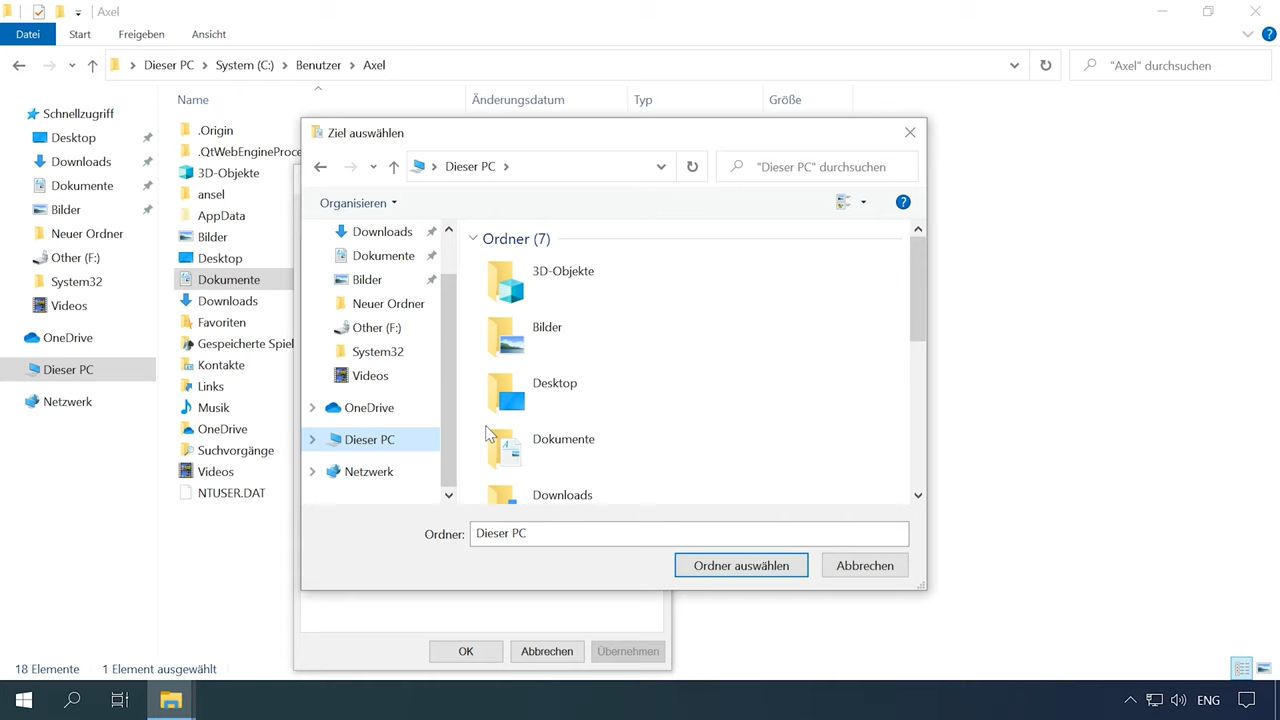 Axel
Datei Start Freigeben Ansicht
Dieser PC System (C:) Benutzer Axel
"Axel" durchsuchen
Schnellzugriff
Desktop
Downloads
Dokumente
Bilder
Neuer Ordner
Other (F:)
System32
Videos
OneDrive
Dieser PC
Netzwerk
Name Änderungsdatum Typ Größe
.Origin
.QtWebEngineProce
3D-Objekte
ansel
AppData
Bilder
Desktop
Dokumente
Downloads
Favoriten
Gespeicherte Spiel
Kontakte
Links
Musik
OneDrive
Suchvorgänge
Videos
NTUSER.DAT
Ziel auswählen
Dieser PC
"Dieser PC" durchsuchen
Organisieren
Downloads
Dokumente
Bilder
Neuer Ordner
Other (F:)
System32
Videos
OneDrive
Dieser PC
Netzwerk
Ordner (7)
3D-Objekte
Bilder
Desktop
Dokumente
Downloads
Ordner: Dieser PC
Ordner auswählen Abbrechen
OK Abbrechen Übernehmen
18 Elemente 1 Element ausgewählt
ENG